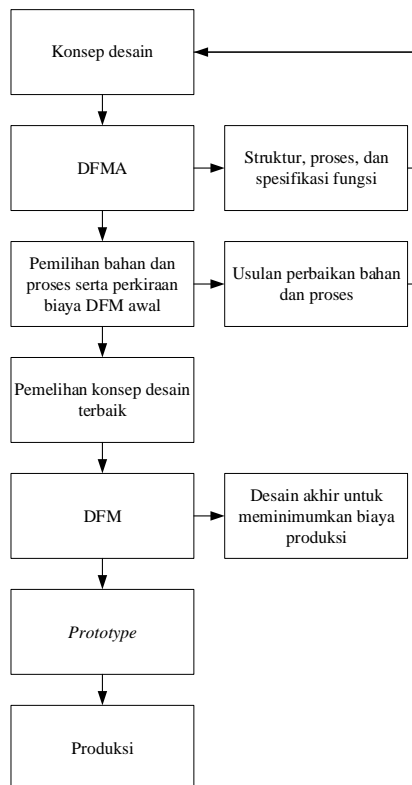 Konsep desain
DFMA
Struktur, proses, dan
spesifikasi fungsi
Pemilihan bahan dan
proses serta perkiraan
biaya DFM awal
Usulan perbaikan bahan
dan proses
Pemelihan konsep desain
terbaik
DFM
Desain akhir untuk
meminimumkan biaya
produksi
Prototype
Produksi